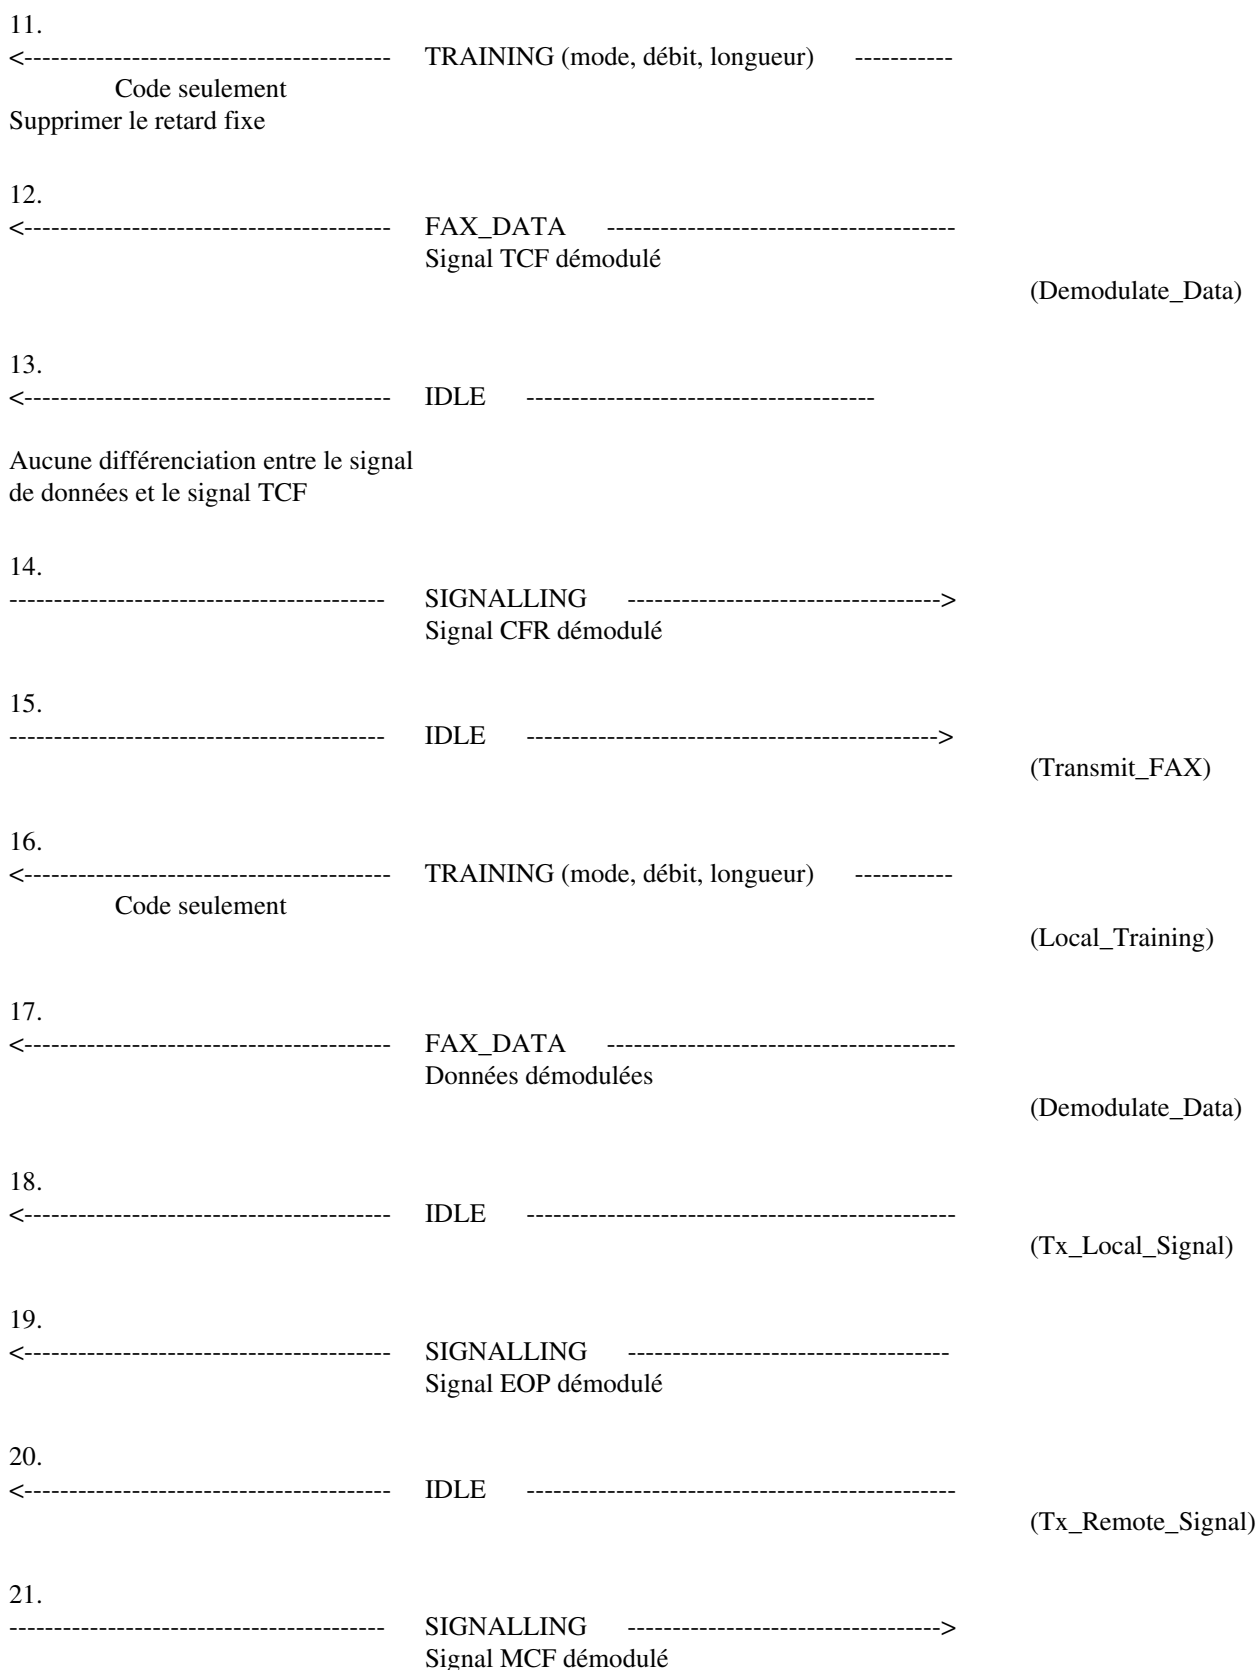 11.
<----------------------------------------- TRAINING (mode, débit, longueur) -----------
Code seulement
Supprimer le retard fixe
12.
<----------------------------------------- FAX_DATA ---------------------------------------
Signal TCF démodulé
(Demodulate_Data)
13.
<----------------------------------------- IDLE ---------------------------------------
Aucune différenciation entre le signal
de données et le signal TCF
14.
------------------------------------------ SIGNALLING ----------------------------------->
Signal CFR démodulé
15.
------------------------------------------ IDLE ---------------------------------------------->
(Transmit_FAX)
16.
<----------------------------------------- TRAINING (mode, débit, longueur) -----------
Code seulement
(Local_Training)
17.
<----------------------------------------- FAX_DATA ---------------------------------------
Données démodulées
(Demodulate_Data)
18.
<----------------------------------------- IDLE ------------------------------------------------
(Tx_Local_Signal)
19.
<----------------------------------------- SIGNALLING ------------------------------------
Signal EOP démodulé
20.
<----------------------------------------- IDLE ------------------------------------------------
(Tx_Remote_Signal)
21.
------------------------------------------ SIGNALLING ----------------------------------->
Signal MCF démodulé